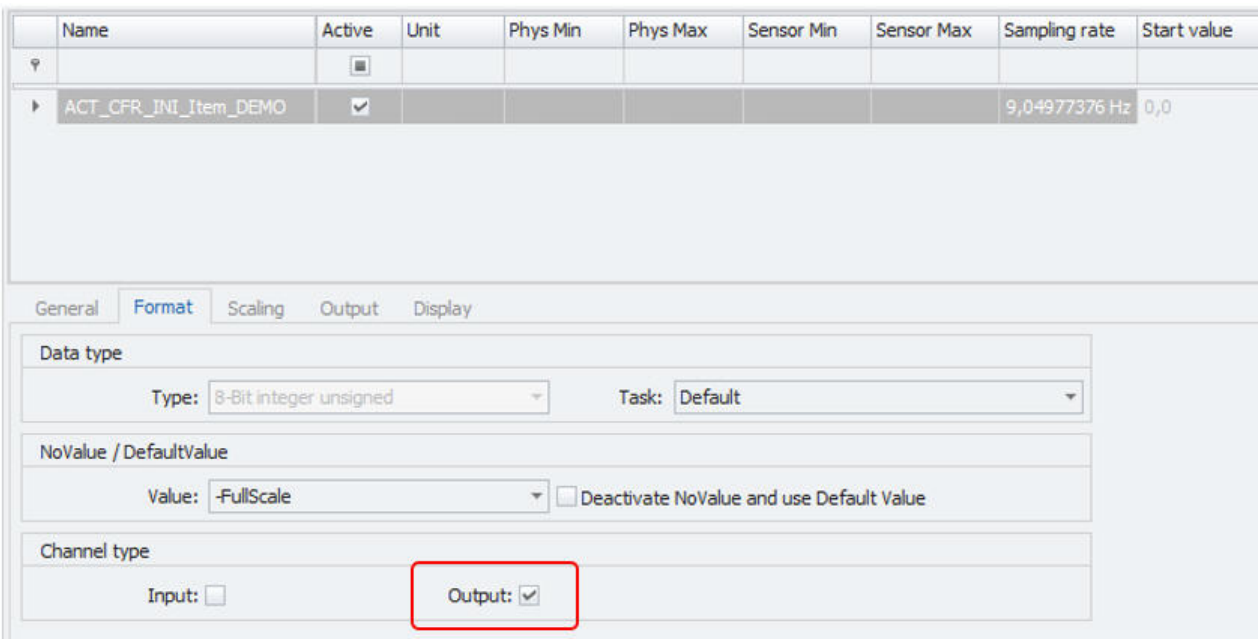 Name Active Unit Phys Min Phys Max Sensor Min Sensor Max Sampling rate Start value
ACT_CFR_INI_Item_DEMO 9,04977376 Hz 0,0
General Format Scaling Output Display
Data type
Type: 8-Bit integer unsigned Task: Default
NoValue / DefaultValue
Value: -FullScale Deactivate NoValue and use Default Value
Channel type
Input: Output: